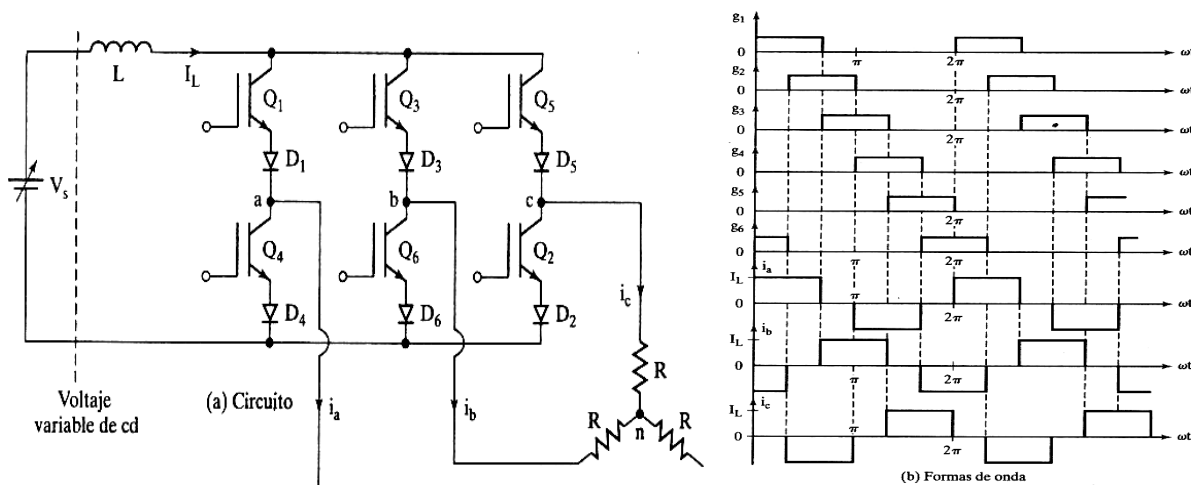 L
I_L
Q₁
Q₃
Q₅
D₁
D₃
D₅
V_s
a
b
c
Q₄
Q₆
Q₂
i_c
D₄
D₆
D₂
R
Voltaje
variable de cd
(a) Circuito
i_a
i_b
R
n
R
g₁
0
π
2π
ωt
g₂
0
2π
ωt
g₃
0
2π
ωt
g₄
0
ωt
g₅
0
2π
ωt
g₆
0
π
2π
ωt
i_a
I_L
0
π
2π
ωt
i_b
I_L
0
π
2π
ωt
i_c
I_L
0
π
2π
ωt
(b) Formas de onda